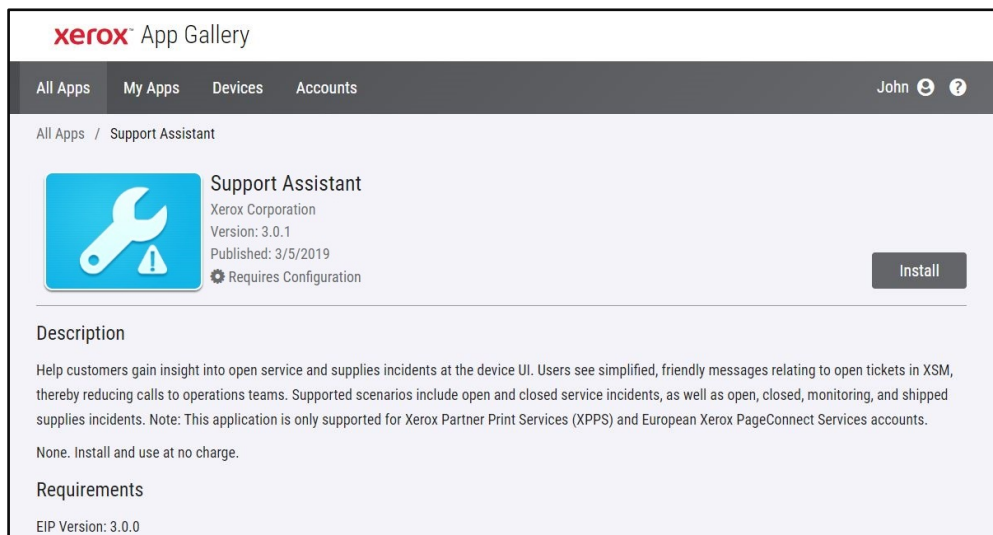 xerox™ App Gallery
All Apps My Apps Devices Accounts John ?
All Apps / Support Assistant
Support Assistant
Xerox Corporation
Version: 3.0.1
Published: 3/5/2019
Requires Configuration
Install
Description
Help customers gain insight into open service and supplies incidents at the device UI. Users see simplified, friendly messages relating to open tickets in XSM,
thereby reducing calls to operations teams. Supported scenarios include open and closed service incidents, as well as open, closed, monitoring, and shipped
supplies incidents. Note: This application is only supported for Xerox Partner Print Services (XPPS) and European Xerox PageConnect Services accounts.
None. Install and use at no charge.
Requirements
EIP Version: 3.0.0